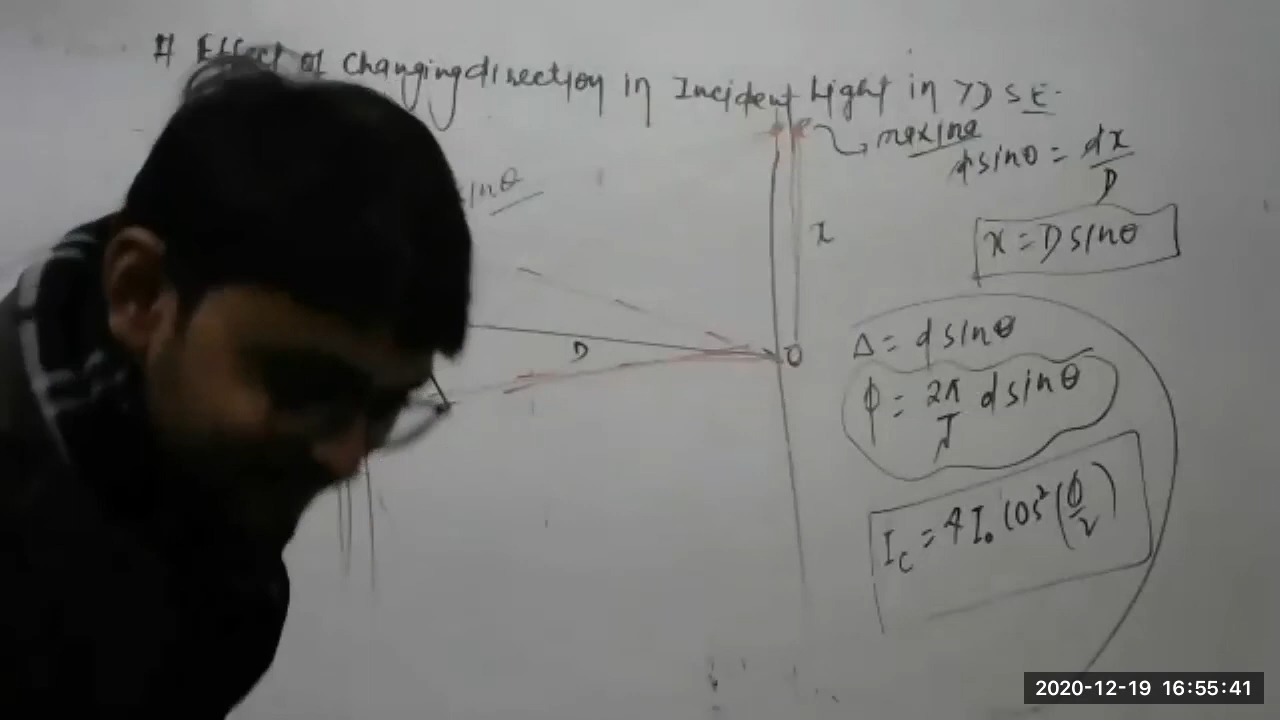 # Effect of Changing direction in Incident Light in YDSE.
maxima
d sinθ = dx/D
sinθ
x = D sinθ
x
D
O
Δ = d sinθ
ϕ = 2π/λ d sinθ
I_c = 4I₀ cos²(ϕ/2)
2020-12-19 16:55:41